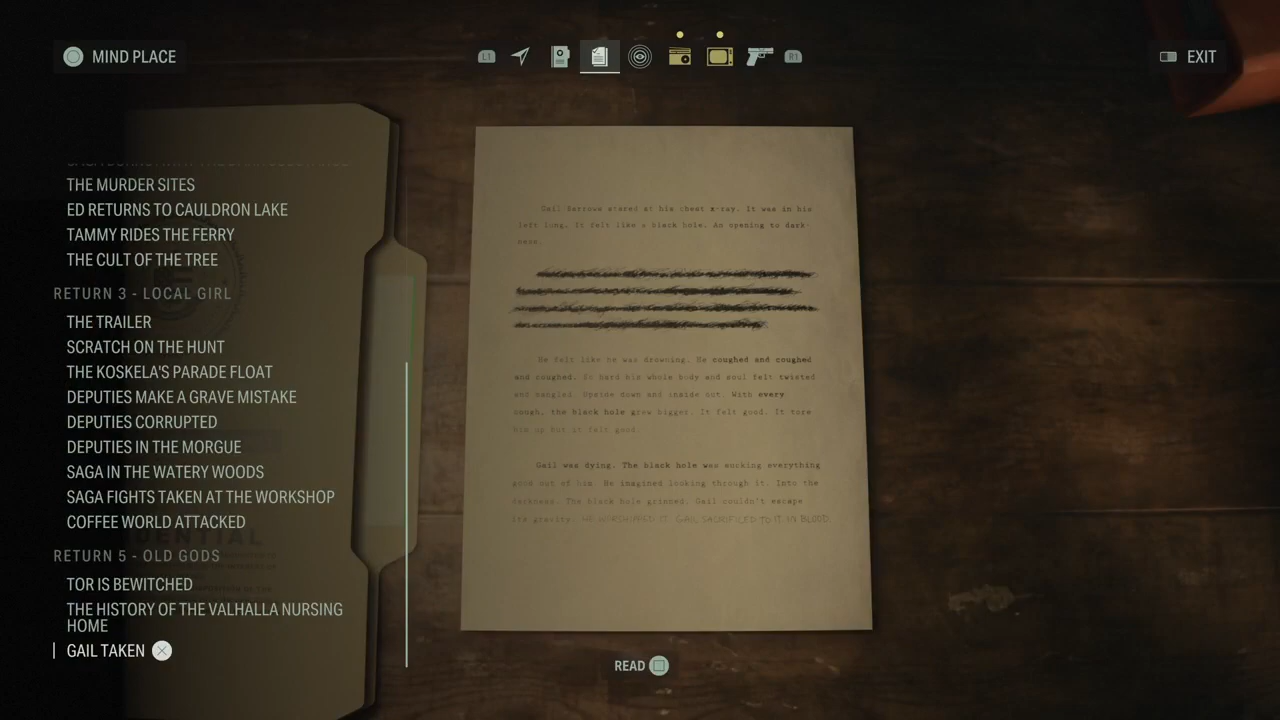 MIND PLACE
L1
R1
EXIT
THE MURDER SITES
ED RETURNS TO CAULDRON LAKE
TAMMY RIDES THE FERRY
THE CULT OF THE TREE
RETURN 3 - LOCAL GIRL
THE TRAILER
SCRATCH ON THE HUNT
THE KOSKELA'S PARADE FLOAT
DEPUTIES MAKE A GRAVE MISTAKE
DEPUTIES CORRUPTED
DEPUTIES IN THE MORGUE
SAGA IN THE WATERY WOODS
SAGA FIGHTS TAKEN AT THE WORKSHOP
COFFEE WORLD ATTACKED
RETURN 5 - OLD GODS
TOR IS BEWITCHED
THE HISTORY OF THE VALHALLA NURSING
HOME
GAIL TAKEN
Gail Barrows stared at his chest x-ray. It was in his
left lung. It felt like a black hole. An opening to dark-
ness.
He felt like he was drowning. He coughed and coughed
and coughed. It hard his whole body and soul felt twisted
and mangled. Upside down and inside out. With every
cough, the black hole grew bigger. It felt good. It tore
him up but it felt good.
Gail was dying. The black hole was sucking everything
good out of him. He imagined looking through it. Into the
darkness. The black hole grinned. Gail couldn't escape
its gravity. HE WORSHIPPED IT. GAIL SACRIFICED TO IT IN BLOOD.
READ